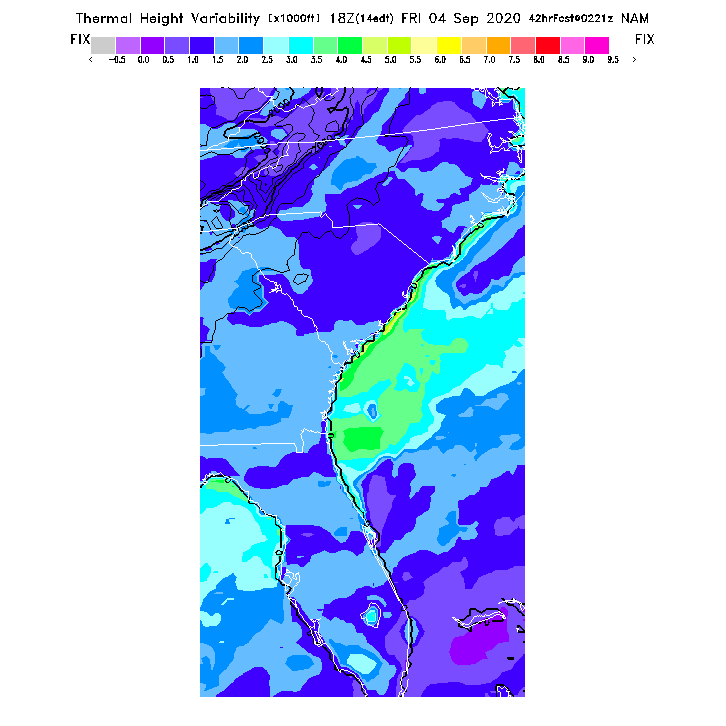 Thermal Height Variability [x1000ft] 18Z(14edt) FRI 04 Sep 2020 42hrFcst@0221z NAM
FIX FIX
< -0.5 0.0 0.5 1.0 1.5 2.0 2.5 3.0 3.5 4.0 4.5 5.0 5.5 6.0 6.5 7.0 7.5 8.0 8.5 9.0 9.5 >